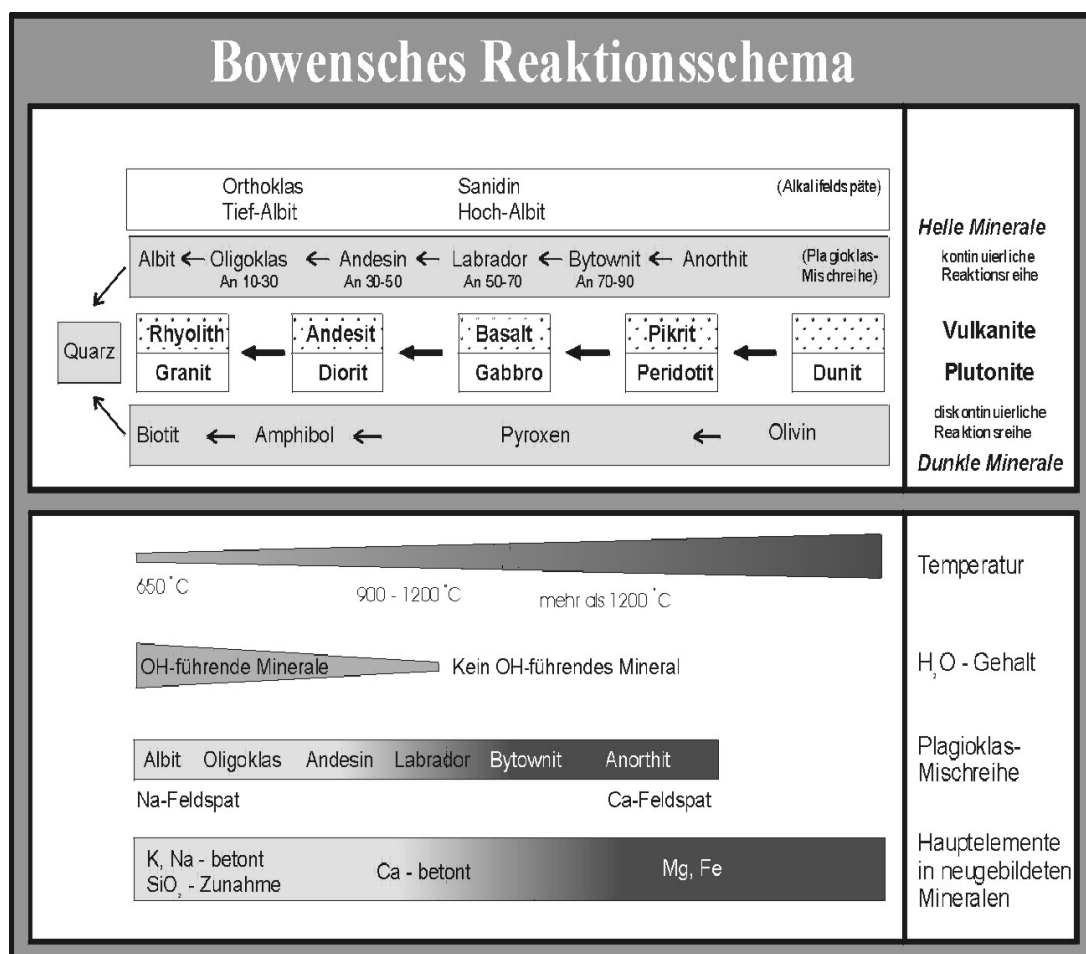 Bowensches Reaktionsschema
Orthoklas Sanidin (Alkalifeldspäte)
Tief-Albit Hoch-Albit
Helle Minerale
kontinuierliche
Reaktionsreihe
Albit ← Oligoklas ← Andesin ← Labrador ← Bytownit ← Anorthit (Plagioklas-
An 10-30 An 30-50 An 50-70 An 70-90 Mischreihe)
Quarz
Rhyolith Andesit Basalt Pikrit
Granit Diorit Gabbro Peridotit Dunit
Vulkanite
Plutonite
diskontinuierliche
Reaktionsreihe
Dunkle Minerale
Biotit ← Amphibol ← Pyroxen ← Olivin
650 °C 900 - 1200 °C mehr als 1200 °C
Temperatur
OH-führende Minerale Kein OH-führendes Mineral
H₂O - Gehalt
Albit Oligoklas Andesin Labrador Bytownit Anorthit
Na-Feldspat Ca-Feldspat
Plagioklas-
Mischreihe
K, Na - betont
SiO₂ - Zunahme
Ca - betont
Mg, Fe
Hauptelemente
in neugebildeten
Mineralen